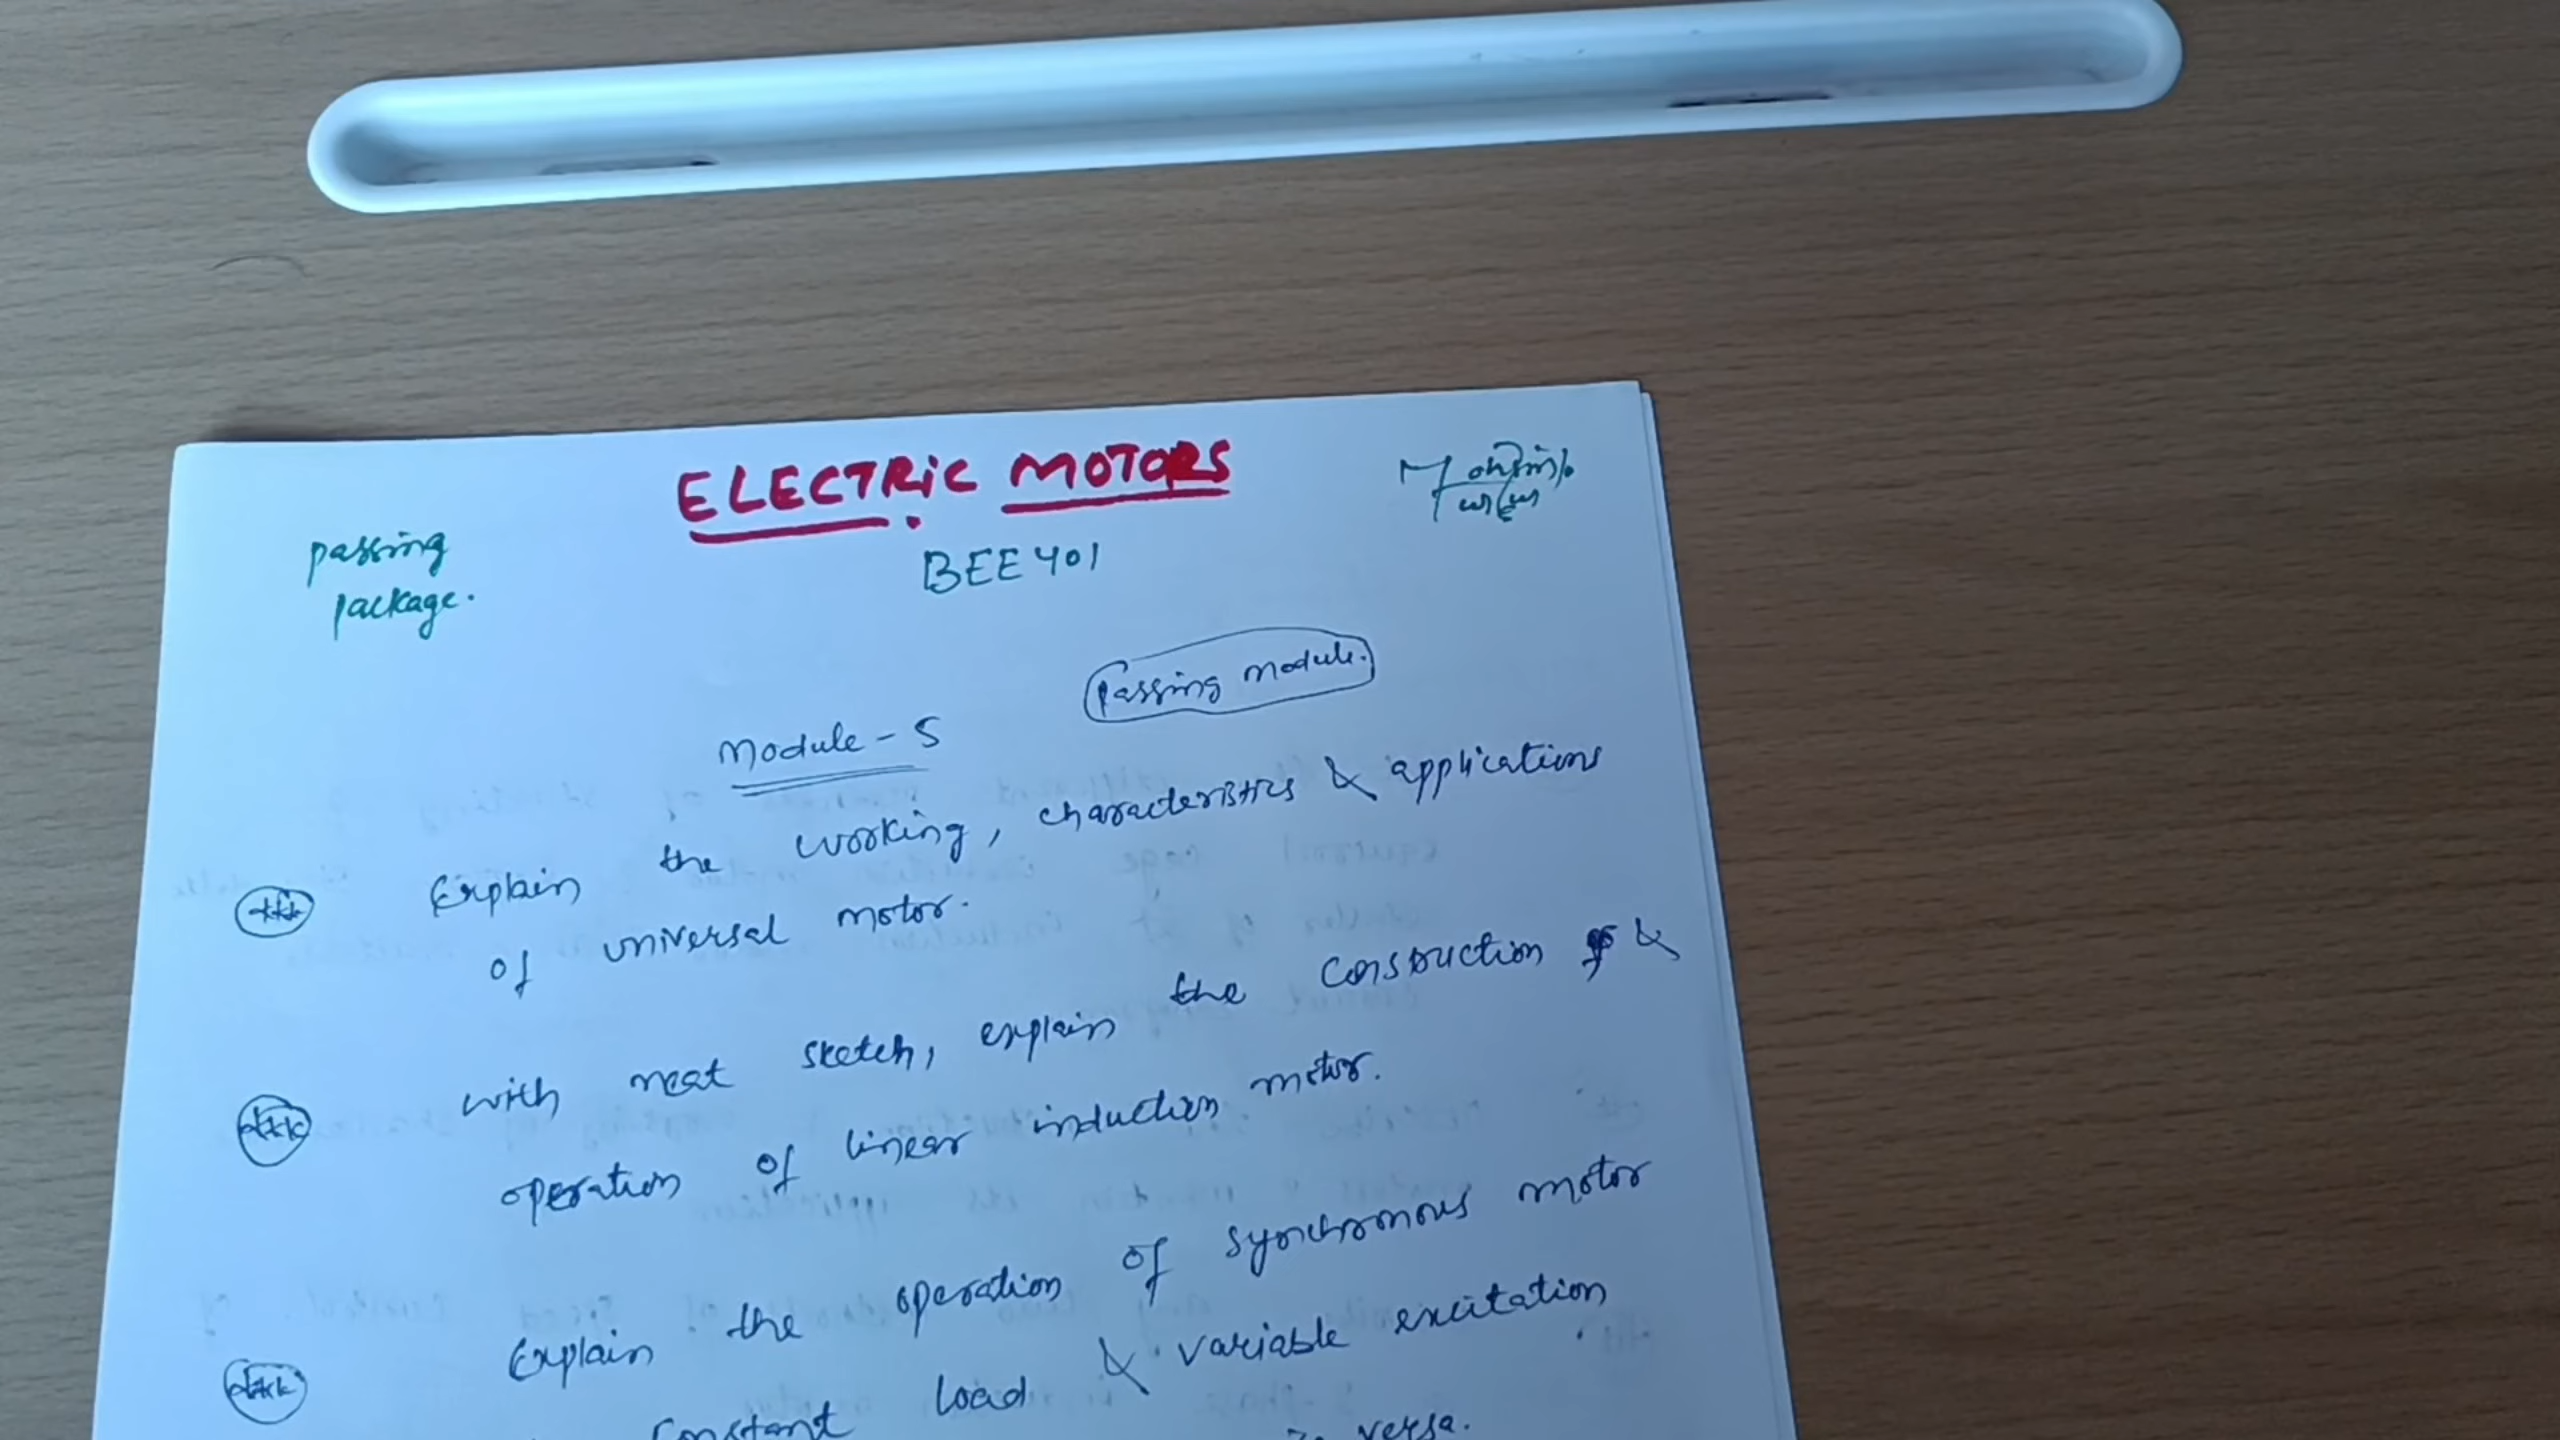 ELECTRIC MOTORS
BEE401
passing
package.
passing module.
Module - 5
*** Explain the working, characteristics & applications
of universal motor.
*** with neat sketch, explain the construction &
operation of linear induction motor.
*** Explain the operation of synchronous motor
constant load & variable excitation
versa.